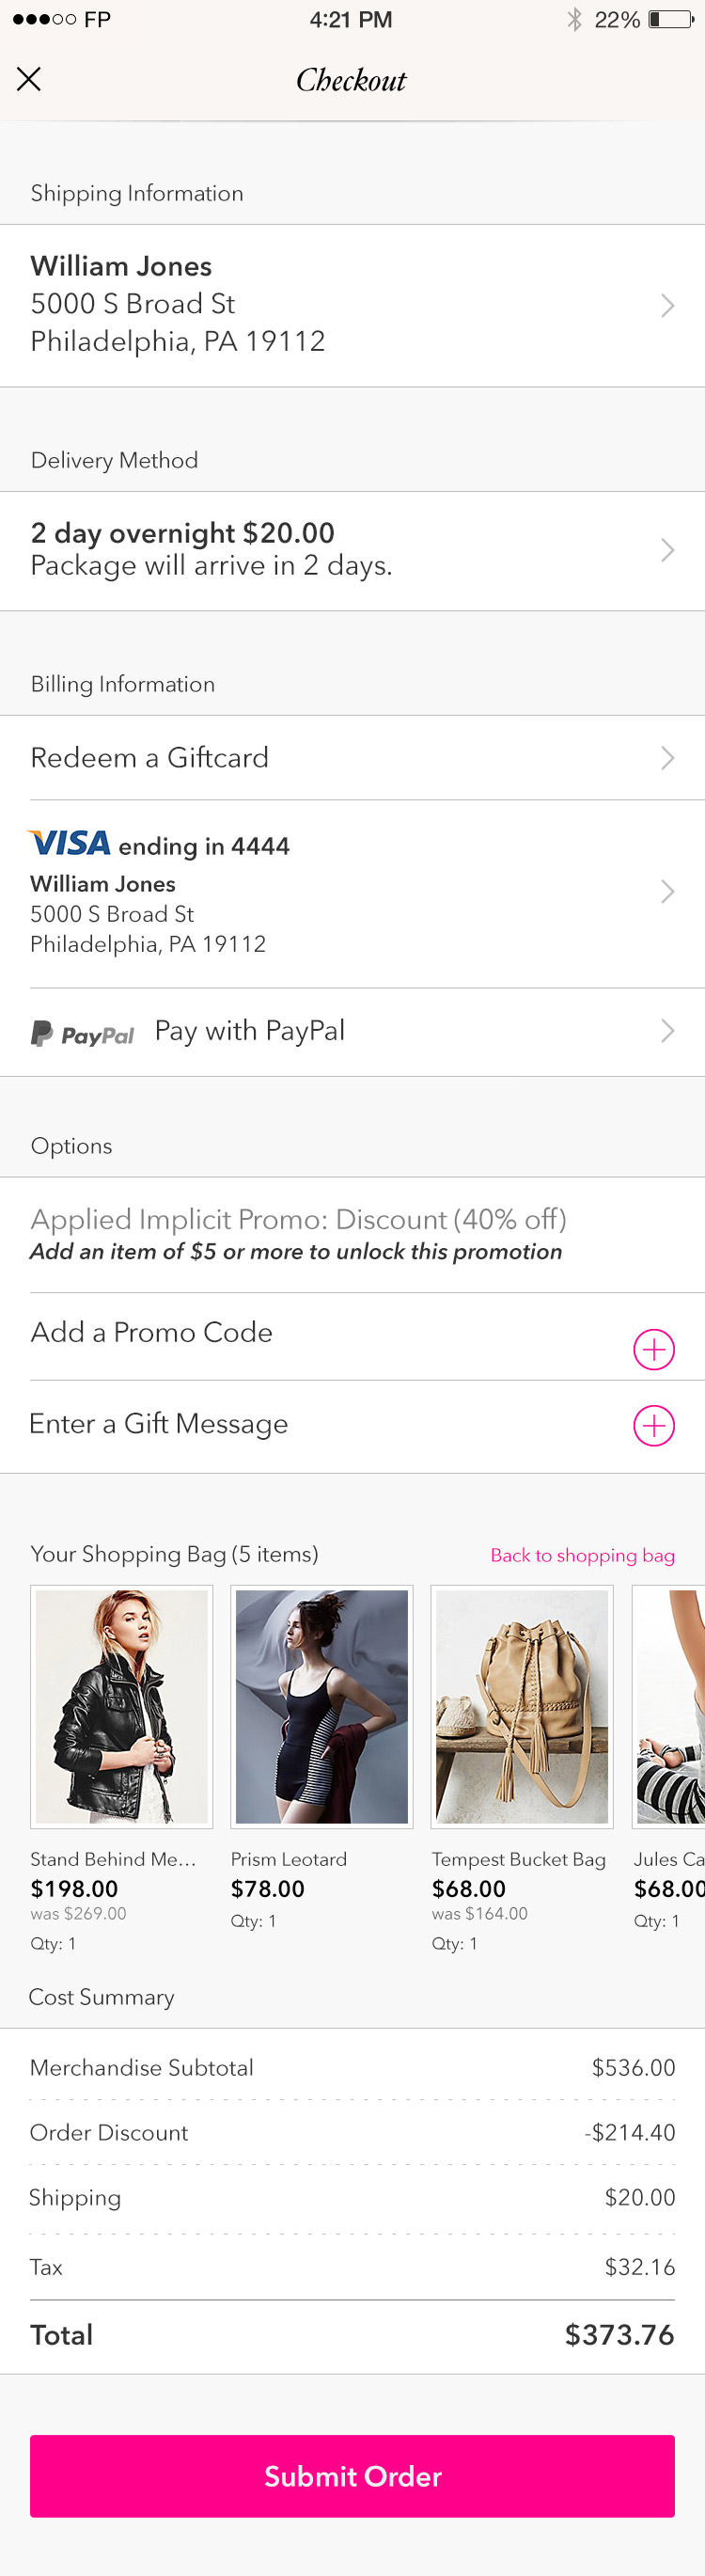 FP 4:21 PM 22%
Checkout
Shipping Information
William Jones
5000 S Broad St
Philadelphia, PA 19112
Delivery Method
2 day overnight $20.00
Package will arrive in 2 days.
Billing Information
Redeem a Giftcard
VISA ending in 4444
William Jones
5000 S Broad St
Philadelphia, PA 19112
PayPal Pay with PayPal
Options
Applied Implicit Promo: Discount (40% off)
Add an item of $5 or more to unlock this promotion
Add a Promo Code
Enter a Gift Message
Your Shopping Bag (5 items) Back to shopping bag
Stand Behind Me... Prism Leotard Tempest Bucket Bag Jules Ca
$198.00 $78.00 $68.00 $68.00
was $269.00 was $164.00
Qty: 1 Qty: 1 Qty: 1 Qty: 1
Cost Summary
Merchandise Subtotal $536.00
Order Discount -$214.40
Shipping $20.00
Tax $32.16
Total $373.76
Submit Order